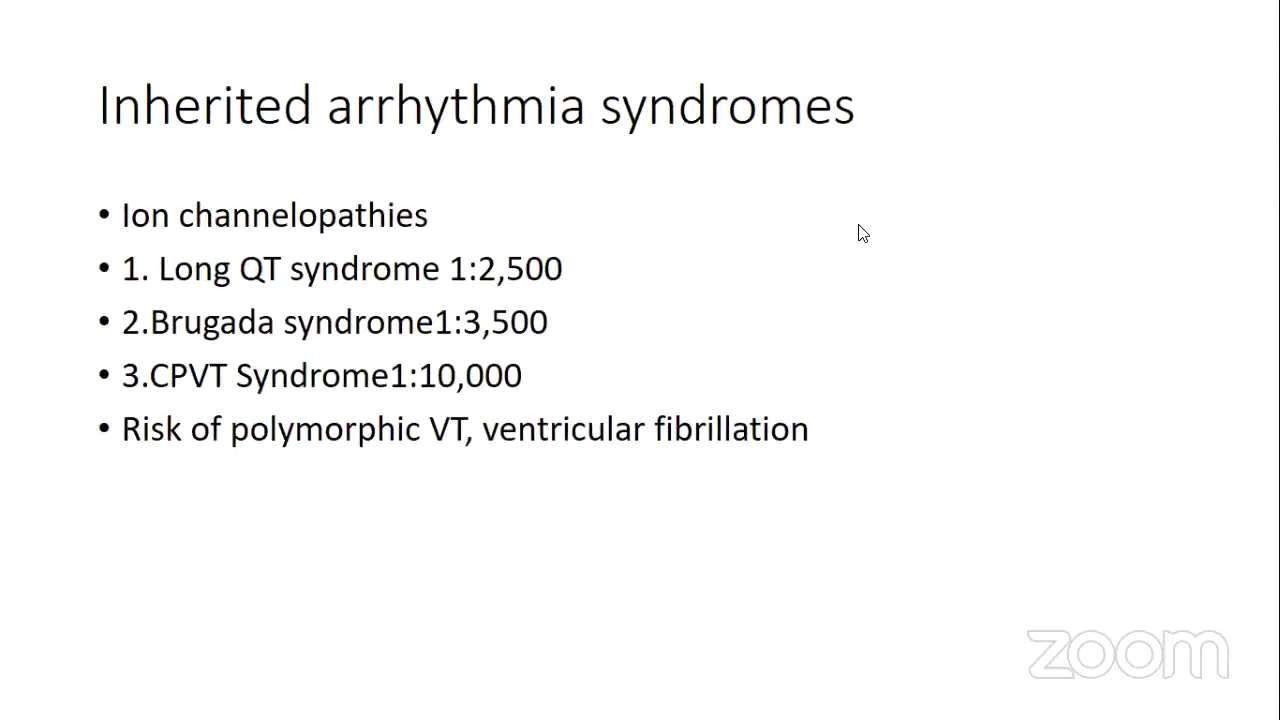 Inherited arrhythmia syndromes
• Ion channelopathies
• 1. Long QT syndrome 1:2,500
• 2.Brugada syndrome1:3,500
• 3.CPVT Syndrome1:10,000
• Risk of polymorphic VT, ventricular fibrillation
zoom